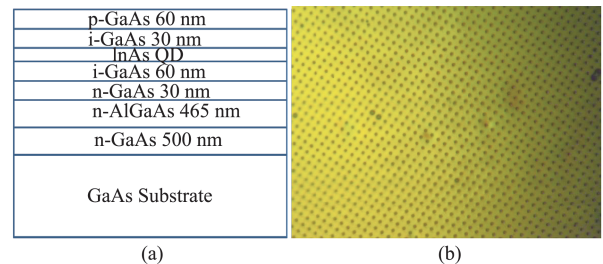 p-GaAs 60 nm
i-GaAs 30 nm
InAs QD
i-GaAs 60 nm
n-GaAs 30 nm
n-AlGaAs 465 nm
n-GaAs 500 nm
GaAs Substrate
(a)
(b)